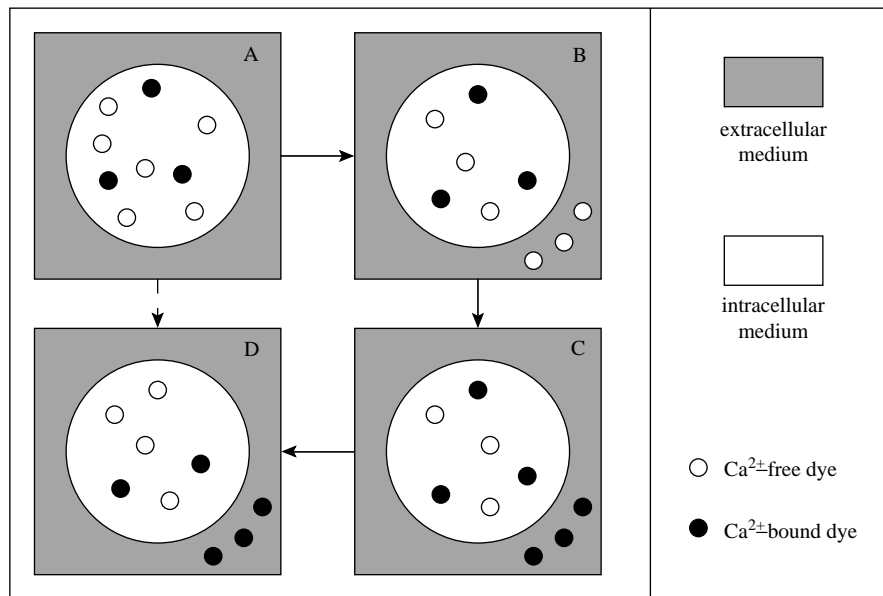 A
B
D
C
extracellular
medium
intracellular
medium
Ca²±free dye
Ca²±bound dye